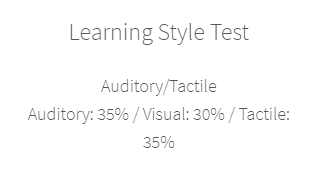 Learning Style Test
Auditory/Tactile
Auditory: 35% / Visual: 30% / Tactile:
35%